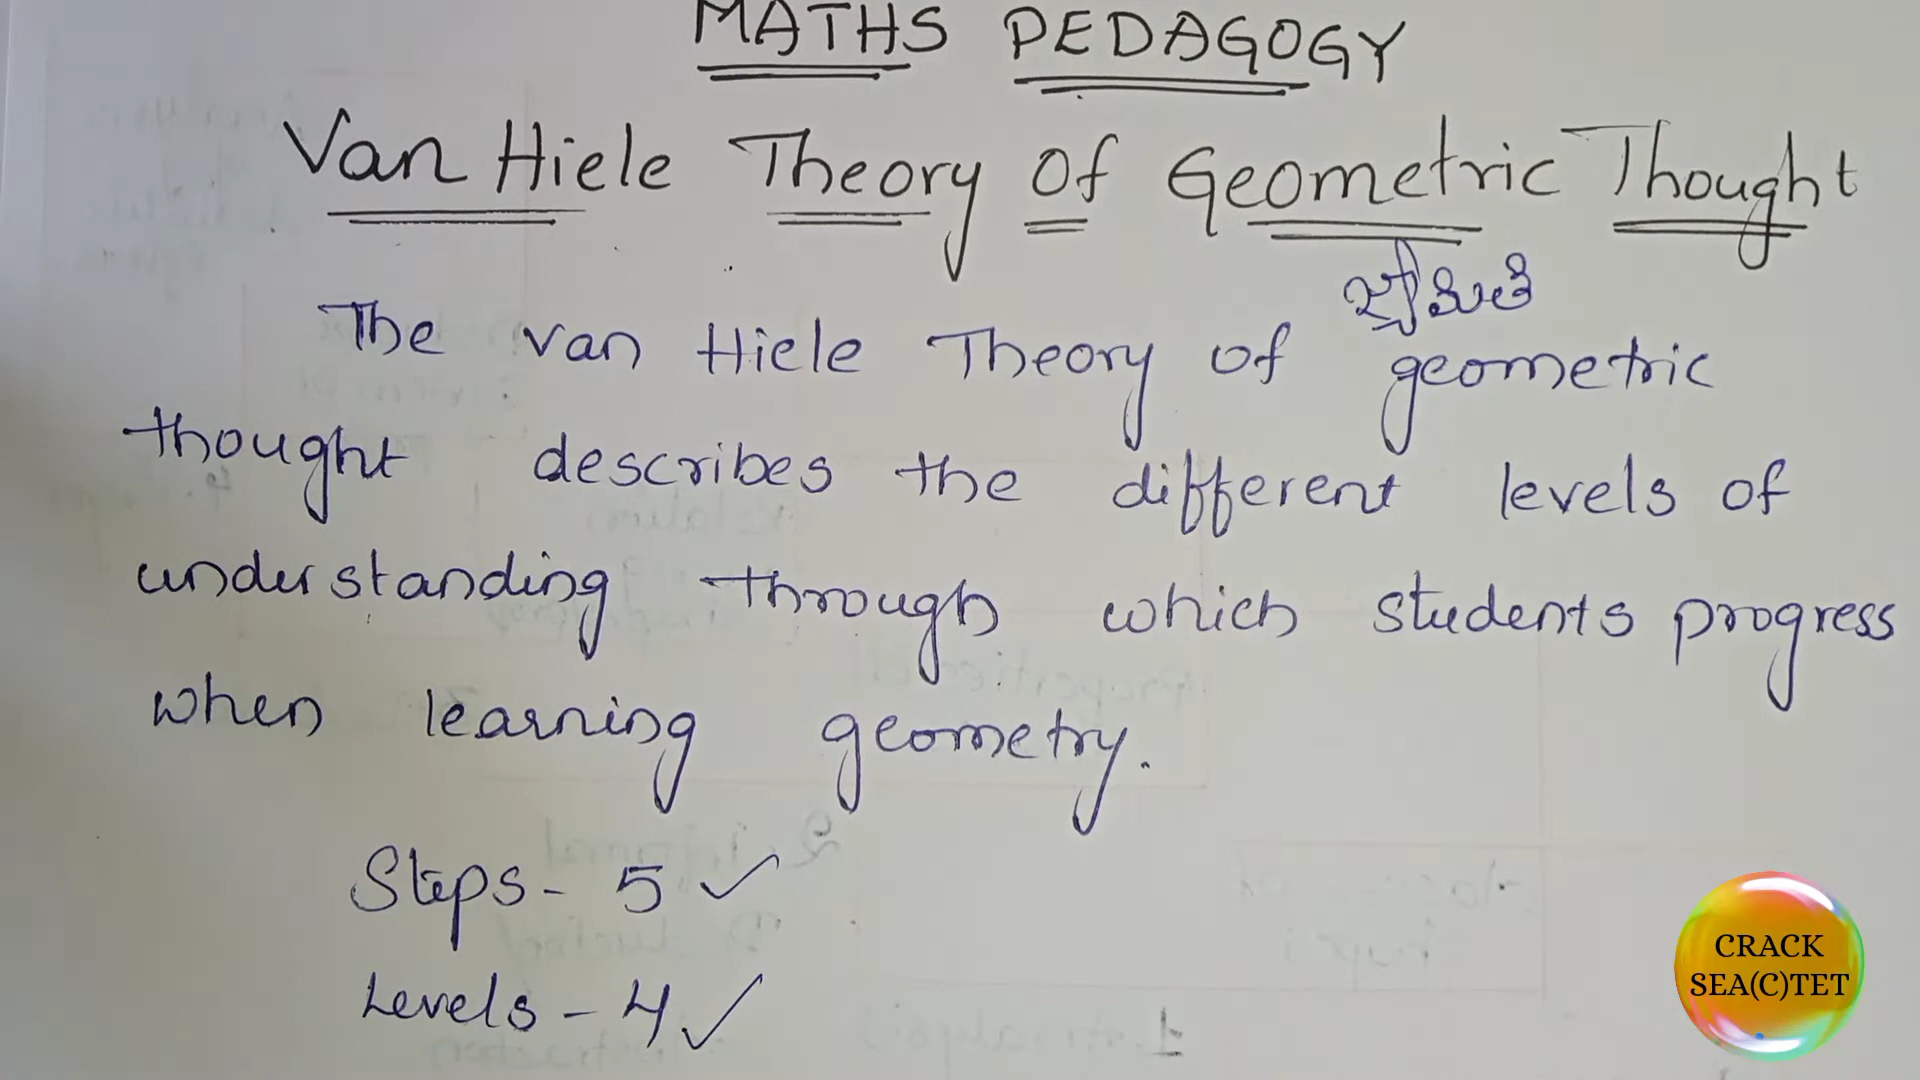 MATHS PEDAGOGY
Van Hiele Theory Of Geometric Thought
జ్యామితి
The van Hiele Theory of geometric
thought describes the different levels of
understanding through which students progress
when learning geometry.
Steps - 5 ✓
Levels - 4 ✓
CRACK
SEA(C)TET